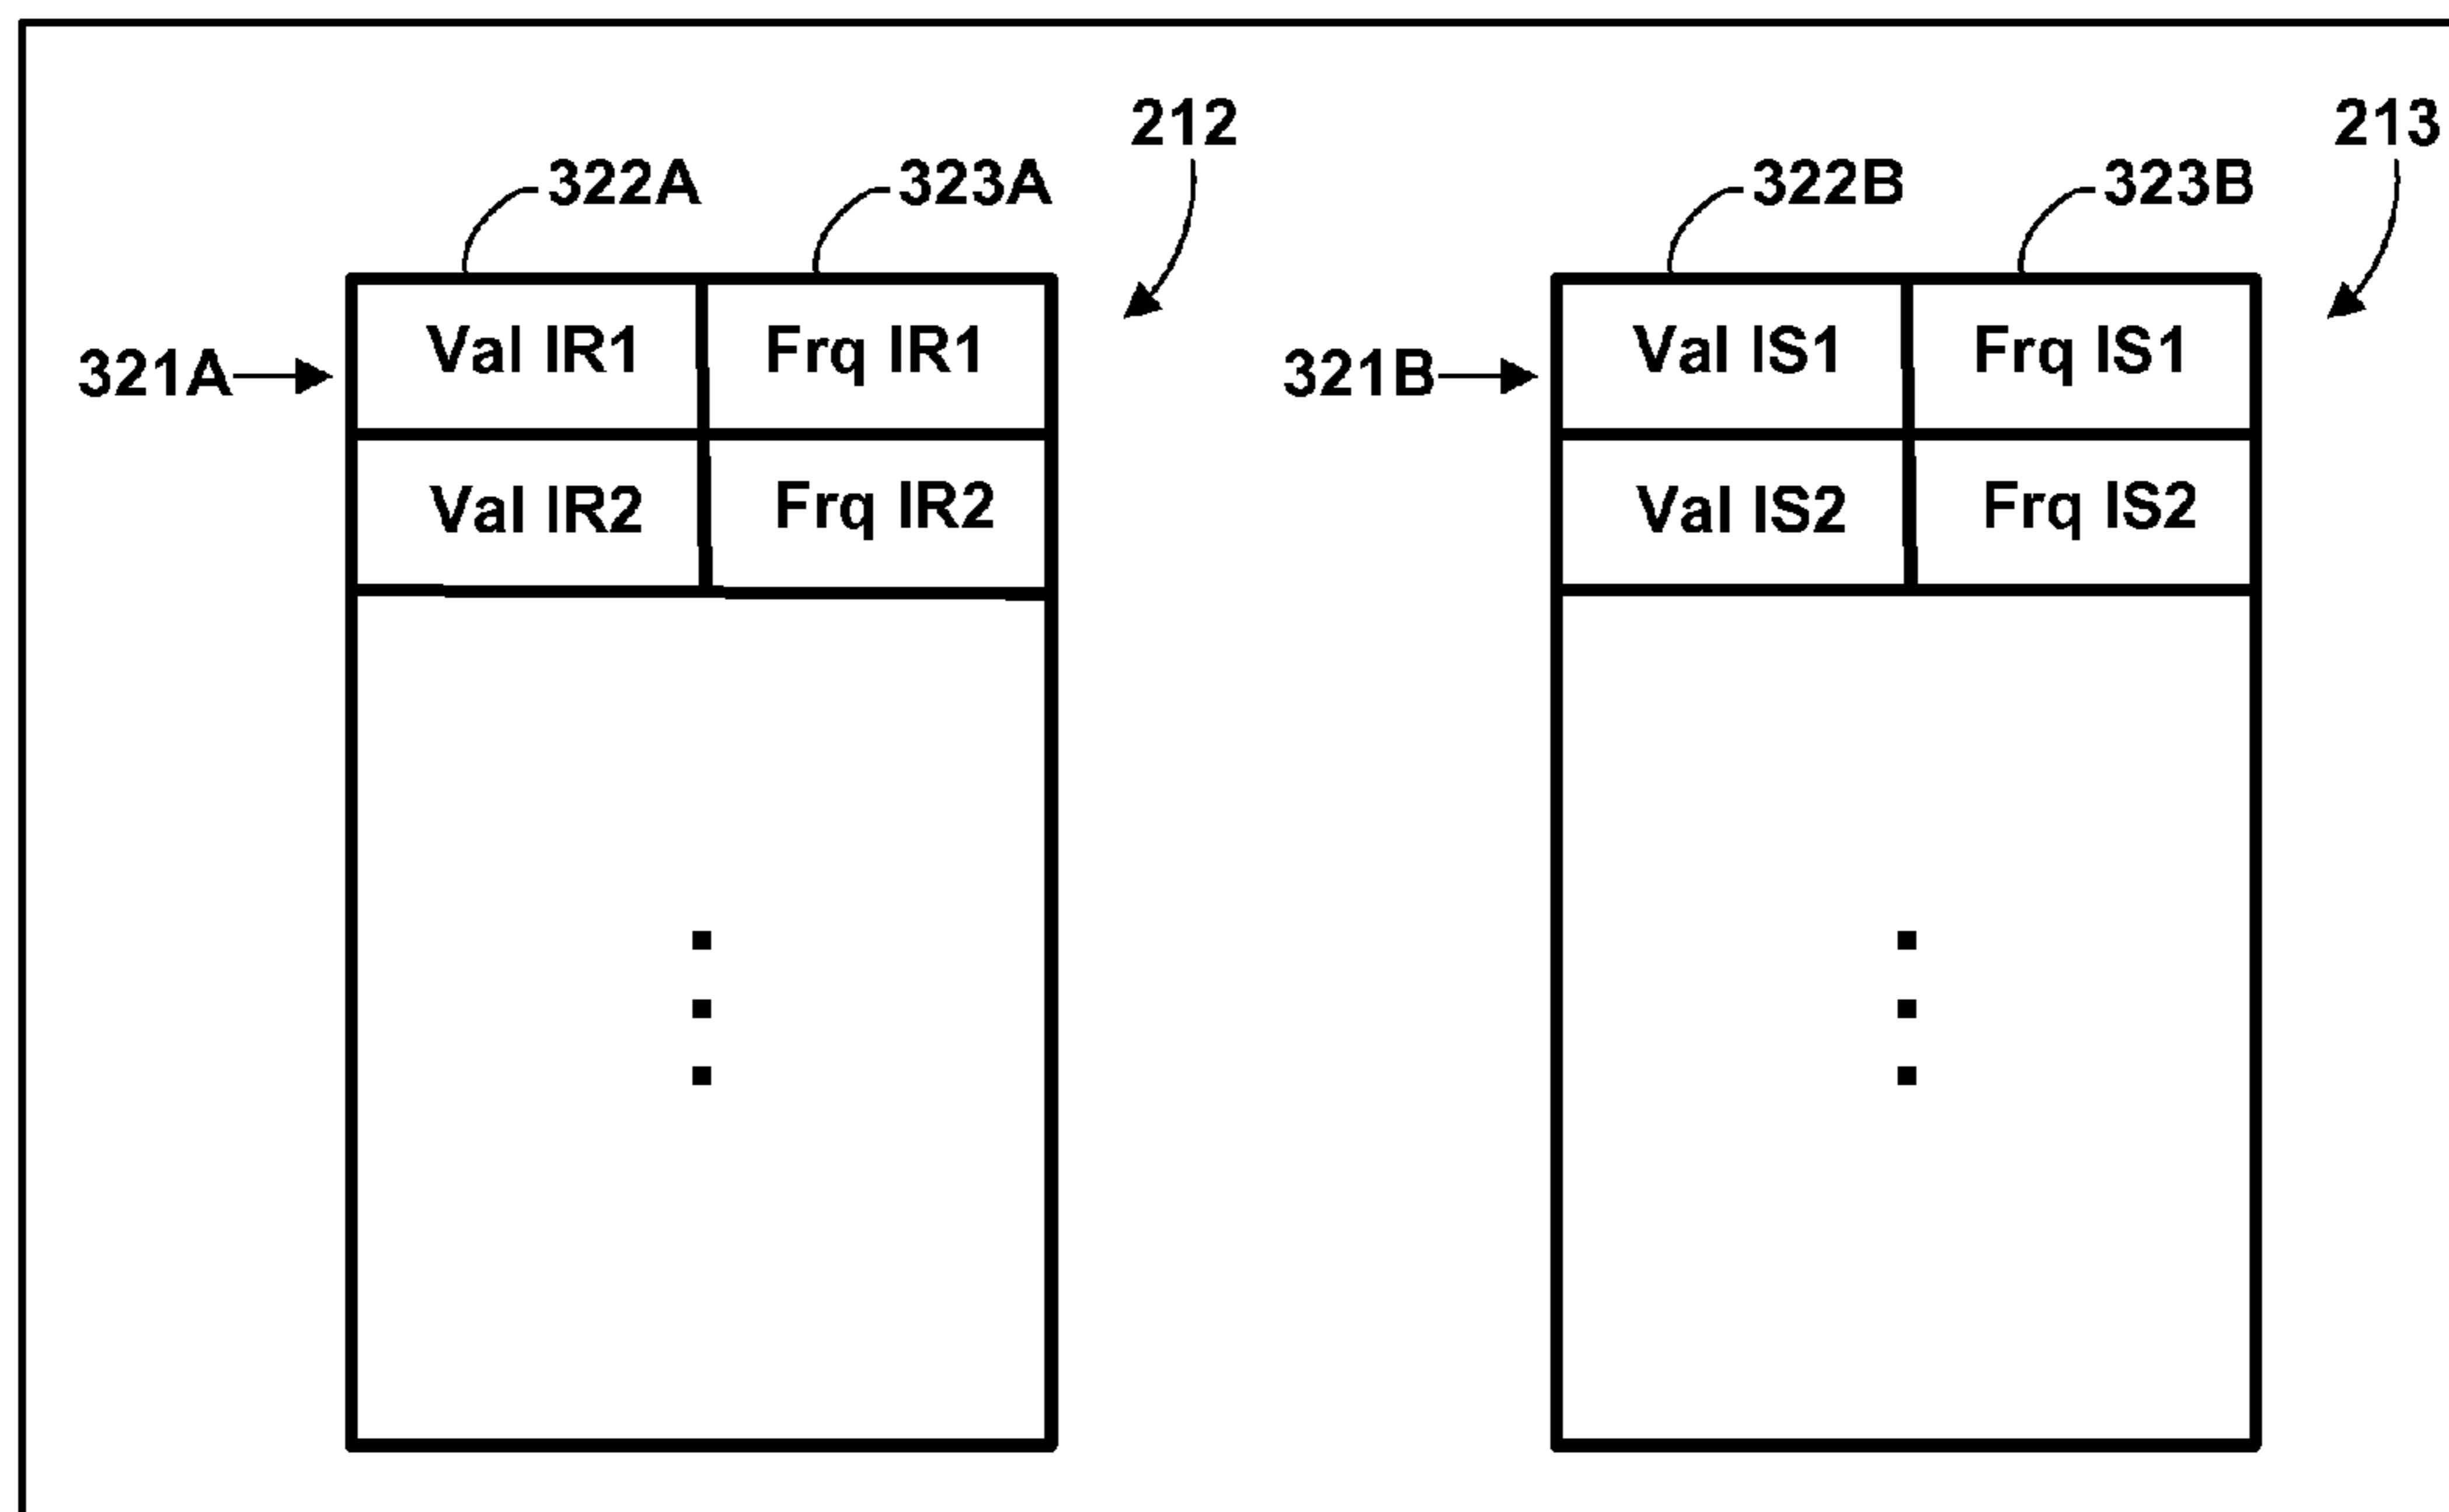 212
322A 323A
Val IR1 Frq IR1
321A
Val IR2 Frq IR2
213
322B 323B
Val IS1 Frq IS1
321B
Val IS2 Frq IS2